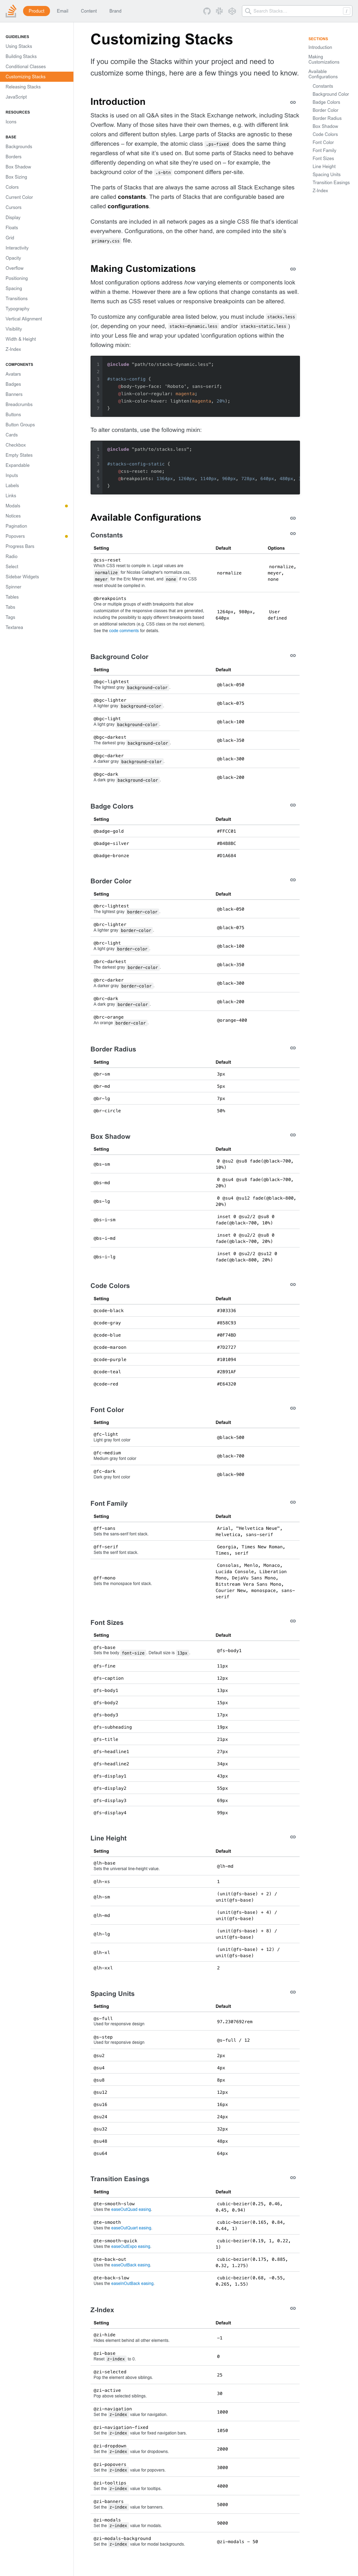 Product
Email
Content
Brand
Search Stacks
/
GUIDELINES
Using Stacks
Building Stacks
Conditional Classes
Customizing Stacks
Releasing Stacks
JavaScript
RESOURCES
Icons
BASE
Backgrounds
Borders
Box Shadow
Box Sizing
Colors
Current Color
Cursors
Display
Floats
Grid
Interactivity
Opacity
Overflow
Positioning
Spacing
Transitions
Typography
Vertical Alignment
Visibility
Width & Height
Z-Index
COMPONENTS
Avatars
Badges
Banners
Breadcrumbs
Buttons
Button Groups
Cards
Checkbox
Empty States
Expandable
Inputs
Labels
Links
Modals
Notices
Pagination
Popovers
Progress Bars
Radio
Select
Sidebar Widgets
Spinner
Tables
Tabs
Tags
Textarea
Customizing Stacks
If you compile the Stacks within your package and need to
customize some things, here are a few things you need to know.
Introduction
Stacks is used on all Q&A sites in the Stack Exchange network, including Stack
Overflow. Many of those sites have their own logo, primary colors, link color,
border radii — you get the picture. Larger sites such as Ask Ubuntu have greater
differences — for example, the atomic class .ps-fixed does the same thing
regardless of what site it's used on. But some parts of Stacks need to behave
differently depending on what site they're used on — for example, the
background color of the .s-btn component differs per-site.
The parts of Stacks that are always the same across all Stack Exchange sites are
called constants. The parts of Stacks that are configurable based are
called configurations.
Constants are included in all network pages as a single CSS file that's identical
everywhere. Configurations, on the other hand, are compiled into the site's
primary.css file.
Making Customizations
Most configuration options address how varying elements or components look
within a theme. However there are a few options that change constants as well.
Items such as CSS resets used or which breakpoints can be disabled.
To customize any configurations areas listed below, you must include stacks.less
(or, depending on your need, stacks-dynamic.less and/or stacks-static.less)
into your Less file and wrap your updated configurations options within the
following mixin:
@include "path/to/stacks-dynamic.less";
#stacks-config {
@body-type-face: 'Roboto', sans-serif;
@link-color-regular: magenta;
@link-color-hover: lighten(magenta, 20%);
}
To alter constants, use the following mixin:
@include "path/to/stacks.less";
#stacks-config-static {
@css-reset: none;
Available Configurations
Constants
Setting Default Options
@css-reset
Which CSS reset to compile in. Legal values are
normalize for Nicolas Gallagher's normalize.css,
meyer for the Eric Meyer reset, and none if no CSS
reset should be compiled in.
normalize
normalize,
meyer,
none
@breakpoints
One or multiple groups of width breakpoints that allow
customization of the responsive classes that are generated,
including the possibility to apply different breakpoints based
on additional selectors (e.g. CSS class on the root element).
See the code comments for details.
1264px, 980px,
640px
User
defined
Background Color
Setting Default
@bgc-lightest
The lightest gray background-color.
@black-050
@bgc-lighter
A lighter gray background-color.
@black-075
@bgc-light
A light gray background-color.
@black-100
@bgc-darkest
The darkest gray background-color.
@black-350
@bgc-darker
A darker gray background-color.
@black-300
@bgc-dark
A dark gray background-color.
@black-200
Badge Colors
Setting Default
@badge-gold #FFCC01
@badge-silver #B4B8BC
@badge-bronze #D1A684
Border Color
Setting Default
@brc-lightest
The lightest gray border-color.
@black-050
@brc-lighter
A lighter gray border-color.
@black-075
@brc-light
A light gray border-color.
@black-100
@brc-darkest
The darkest gray border-color.
@black-350
@brc-darker
A darker gray border-color.
@black-300
@brc-dark
A dark gray border-color.
@black-200
@brc-orange
An orange border-color.
@orange-400
Border Radius
Setting Default
@br-sm 3px
@br-md 5px
@br-lg 7px
@br-circle 50%
Box Shadow
Setting Default
@bs-sm
0 @su2 @su8 fade(@black-700,
10%)
@bs-md
0 @su4 @su8 fade(@black-700,
20%)
@bs-lg
0 @su4 @su12 fade(@black-800,
20%)
@bs-i-sm
inset 0 @su2/2 @su8 0
fade(@black-700, 10%)
@bs-i-md
inset 0 @su2/2 @su8 0
fade(@black-700, 20%)
@bs-i-lg
inset 0 @su2/2 @su12 0
fade(@black-800, 20%)
Code Colors
Setting Default
@code-black #303336
@code-gray #858C93
@code-blue #0F74BD
@code-maroon #7D2727
@code-purple #101094
@code-teal #2B91AF
@code-red #E64320
Font Color
Setting Default
@fc-light
Light gray font color
@black-500
@fc-medium
Medium gray font color
@black-700
@fc-dark
Dark gray font color
@black-900
Font Family
Setting Default
@ff-sans
Sets the sans-serif font stack.
Arial, "Helvetica Neue",
Helvetica, sans-serif
@ff-serif
Sets the serif font stack.
Georgia, Times New Roman,
Times, serif
@ff-mono
Sets the monospace font stack.
Consolas, Menlo, Monaco,
Lucida Console, Liberation
Mono, DejaVu Sans Mono,
Bitstream Vera Sans Mono,
Courier New, monospace, sans-
serif
Font Sizes
Setting Default
@fs-base
Sets the body font-size. Default size is 13px.
@fs-body1
@fs-fine 11px
@fs-caption 12px
@fs-body1 13px
@fs-body2 15px
@fs-body3 17px
@fs-subheading 19px
@fs-title 21px
@fs-headline1 27px
@fs-headline2 34px
@fs-display1 43px
@fs-display2 55px
@fs-display3 69px
@fs-display4 99px
Line Height
Setting Default
@lh-base
Sets the universal line-height value.
@lh-md
@lh-xs 1
@lh-sm
(unit(@fs-base) + 2) /
unit(@fs-base)
@lh-md
(unit(@fs-base) + 4) /
unit(@fs-base)
@lh-lg
(unit(@fs-base) + 8) /
unit(@fs-base)
@lh-xl
(unit(@fs-base) + 12) /
unit(@fs-base)
@lh-xxl 2
Spacing Units
Setting Default
@s-full
Used for responsive design
97.2307692rem
@s-step
Used for responsive design
@s-full / 12
@su2 2px
@su4 4px
@su8 8px
@su12 12px
@su16 16px
@su24 24px
@su32 32px
@su48 48px
@su64 64px
Transition Easings
Setting Default
@te-smooth-slow
Uses the easeOutQuad easing.
cubic-bezier(0.25, 0.46,
0.45, 0.94)
@te-smooth
Uses the easeOutQuart easing.
cubic-bezier(0.165, 0.84,
0.44, 1)
@te-smooth-quick
Uses the easeOutExpo easing.
cubic-bezier(0.19, 1, 0.22,
1)
@te-back-out
Uses the easeOutBack easing.
cubic-bezier(0.175, 0.885,
0.32, 1.275)
@te-back-slow
Uses the easeInOutBack easing.
cubic-bezier(0.68, -0.55,
0.265, 1.55)
Z-Index
Setting Default
@zi-hide
Hides element behind all other elements.
-1
@zi-base
Reset z-index to 0.
0
@zi-selected
Pop the element above siblings.
25
@zi-active
Pop above selected siblings.
30
@zi-navigation
Set the z-index value for navigation.
1000
@zi-navigation-fixed
Set the z-index value for fixed navigation bars.
1050
@zi-dropdown
Set the z-index value for dropdowns.
2000
@zi-popovers
Set the z-index value for popovers.
3000
@zi-tooltips
Set the z-index value for tooltips.
4000
@zi-banners
Set the z-index value for banners.
5000
@zi-modals
Set the z-index value for modals.
9000
@zi-modals-background
Set the z-index value for modal backgrounds.
@zi-modals - 50
SECTIONS
Introduction
Making
Customizations
Available
Configurations
Constants
Background Color
Badge Colors
Border Color
Border Radius
Box Shadow
Code Colors
Font Color
Font Family
Font Sizes
Line Height
Spacing Units
Transition Easings
Z-Index